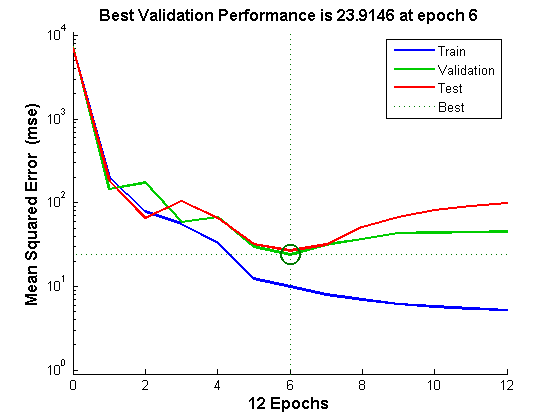 Best Validation Performance is 23.9146 at epoch 6
Mean Squared Error (mse)
10^4
10^3
10^2
10^1
10^0
Train
Validation
Test
Best
0 2 4 6 8 10 12
12 Epochs